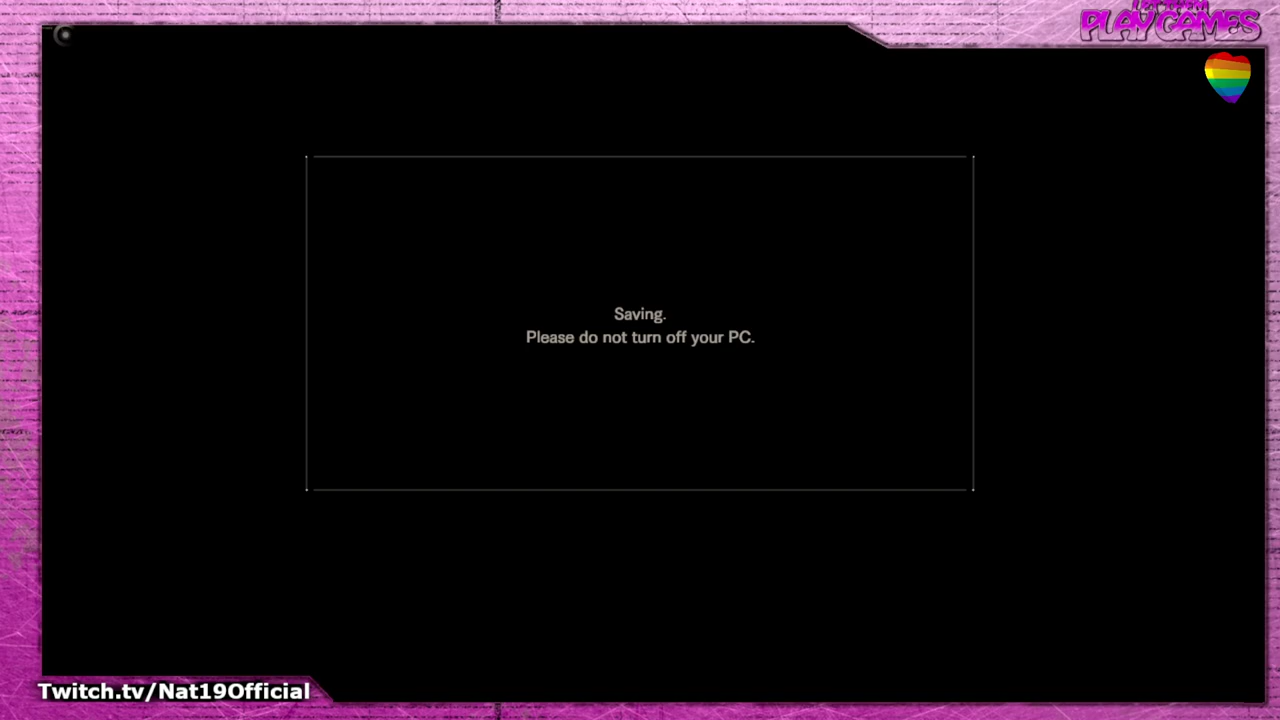 PLAY GAMES
Saving.
Please do not turn off your PC.
Twitch.tv/Nat19Official